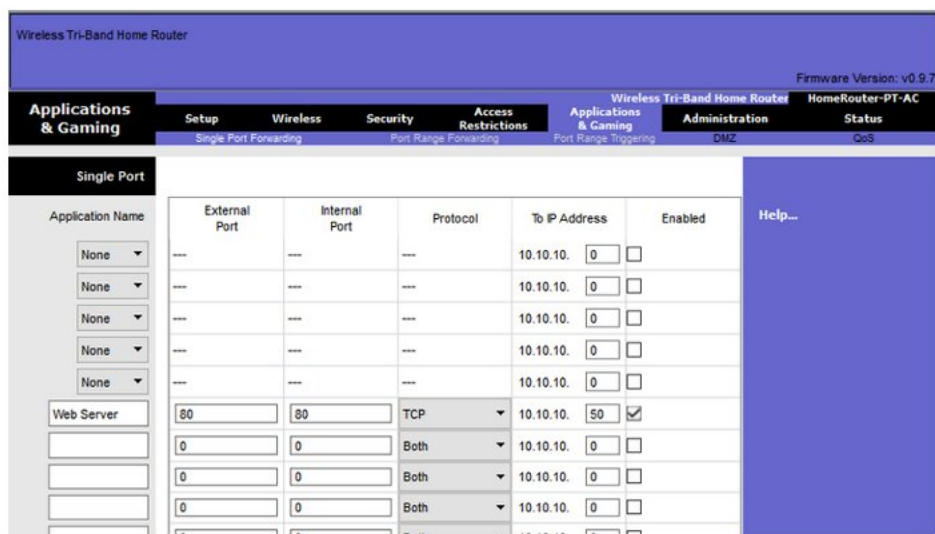 Wireless Tri-Band Home Router
Firmware Version: v0.9.7
Wireless Tri-Band Home Router HomeRouter-PT-AC
Applications & Gaming
Setup Wireless Security Access Restrictions Applications & Gaming Administration Status
Single Port Forwarding Port Range Forwarding Port Range Triggering DMZ QoS
Single Port
Application Name External Port Internal Port Protocol To IP Address Enabled Help...
None --- --- --- 10.10.10. 0
None --- --- --- 10.10.10. 0
None --- --- --- 10.10.10. 0
None --- --- --- 10.10.10. 0
None --- --- --- 10.10.10. 0
Web Server 80 80 TCP 10.10.10. 50
0 0 Both 10.10.10. 0
0 0 Both 10.10.10. 0
0 0 Both 10.10.10. 0